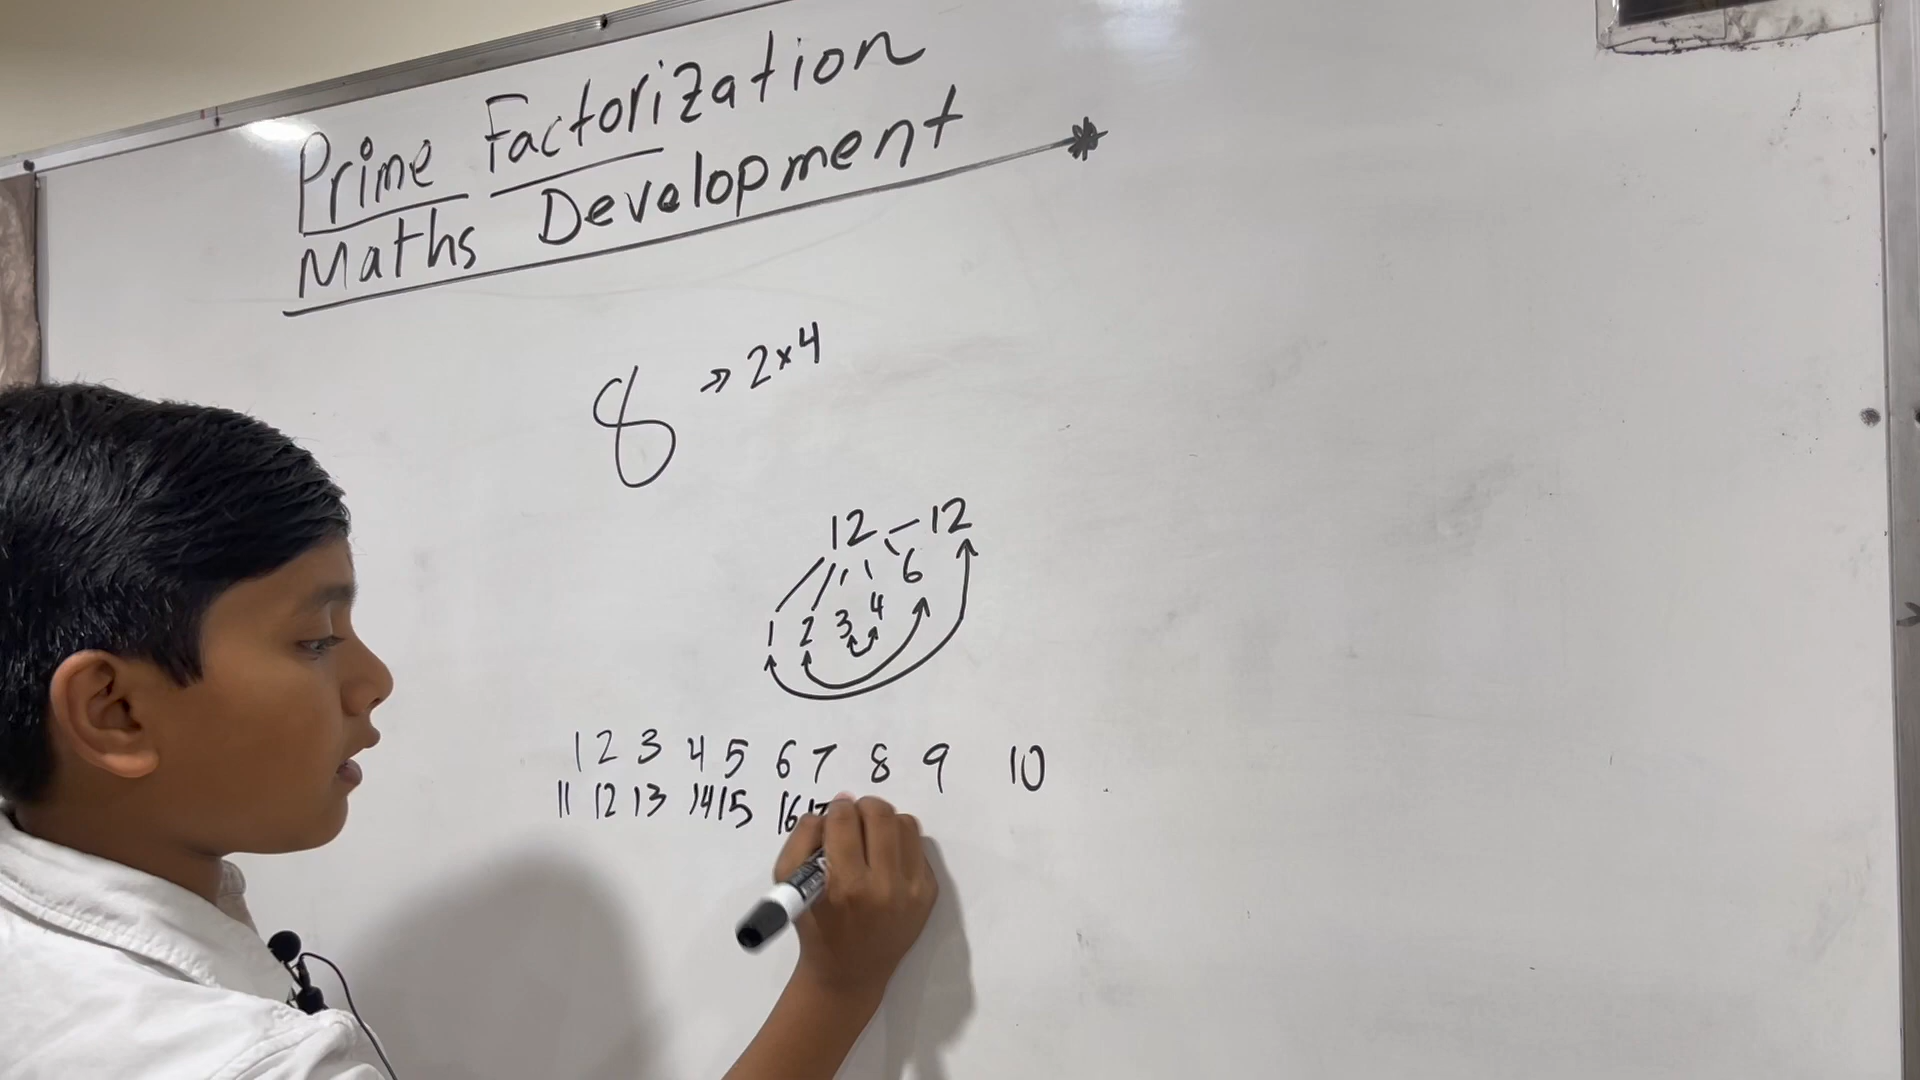 Prime Factorization
Maths Development *
8 » 2×4
12 – 12
6
1 2 3 4
1 2 3 4 5 6 7 8 9 10
11 12 13 14 15 16